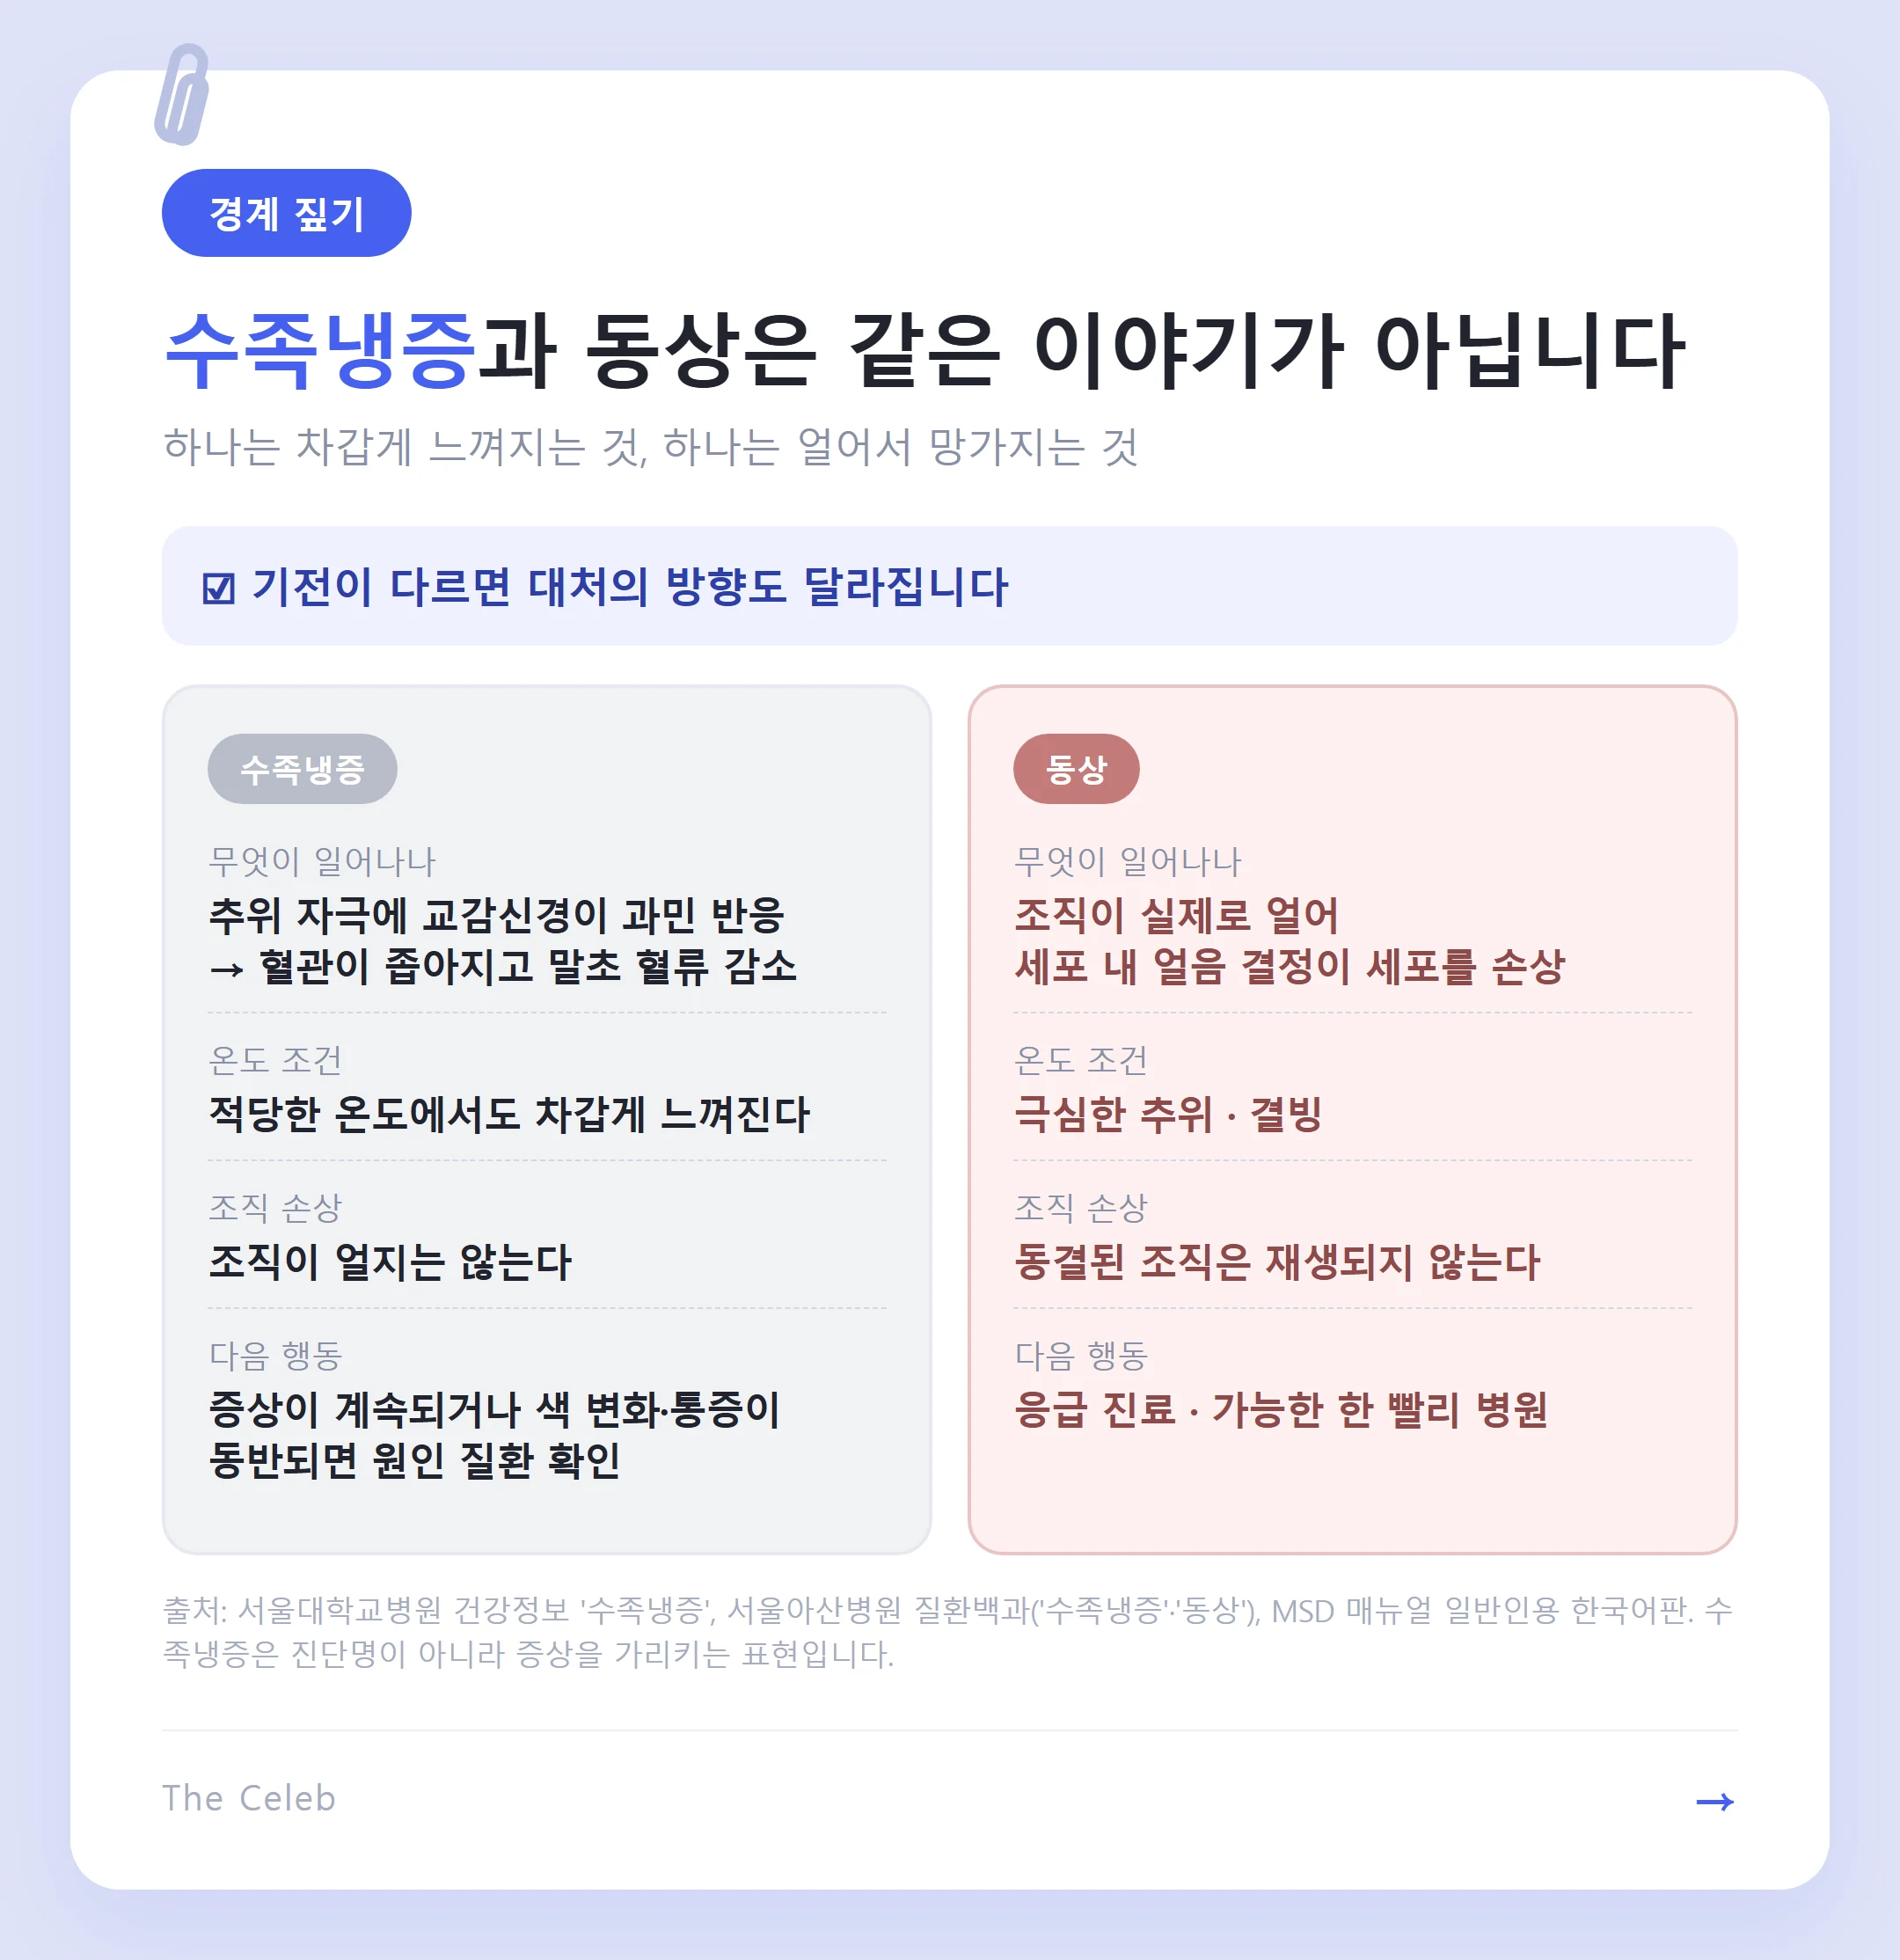 경계 짚기
수족냉증과 동상은 같은 이야기가 아닙니다
하나는 차갑게 느껴지는 것, 하나는 얼어서 망가지는 것
☑ 기전이 다르면 대처의 방향도 달라집니다
수족냉증
무엇이 일어나나
추위 자극에 교감신경이 과민 반응
→ 혈관이 좁아지고 말초 혈류 감소
온도 조건
적당한 온도에서도 차갑게 느껴진다
조직 손상
조직이 얼지는 않는다
다음 행동
증상이 계속되거나 색 변화·통증이
동반되면 원인 질환 확인
동상
무엇이 일어나나
조직이 실제로 얼어
세포 내 얼음 결정이 세포를 손상
온도 조건
극심한 추위 · 결빙
조직 손상
동결된 조직은 재생되지 않는다
다음 행동
응급 진료 · 가능한 한 빨리 병원
출처: 서울대학교병원 건강정보 '수족냉증', 서울아산병원 질환백과('수족냉증'·'동상'), MSD 매뉴얼 일반인용 한국어판. 수
족냉증은 진단명이 아니라 증상을 가리키는 표현입니다.
The Celeb
→